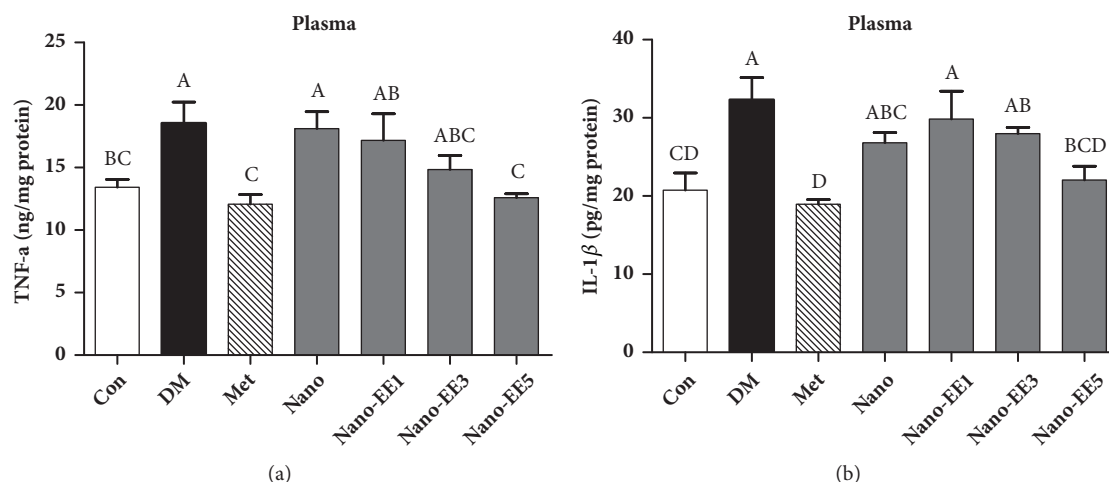 Plasma
TNF-a (ng/mg protein)
25
20
15
10
5
0
BC
A
C
A
AB
ABC
C
Con
DM
Met
Nano
Nano-EE1
Nano-EE3
Nano-EE5
(a)
Plasma
IL-1β (pg/mg protein)
40
30
20
10
0
CD
A
D
ABC
A
AB
BCD
Con
DM
Met
Nano
Nano-EE1
Nano-EE3
Nano-EE5
(b)